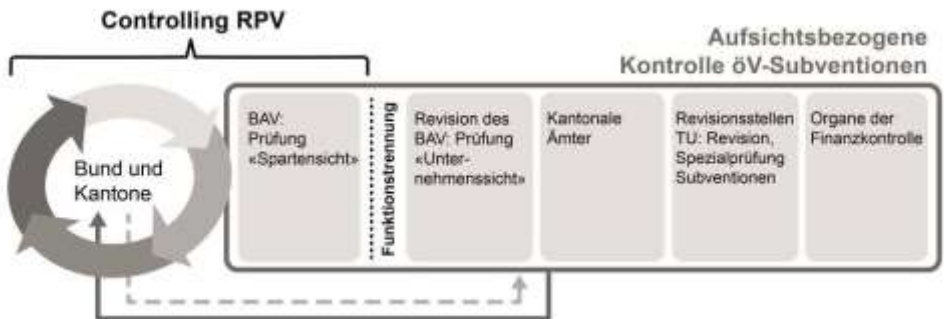 Controlling RPV
Aufsichtsbezogene
Kontrolle öV-Subventionen
Bund und
Kantone
BAV:
Prüfung
«Spartensicht»
Funktionstrennung
Revision des
BAV: Prüfung
«Unter-
nehmenssicht»
Kantonale
Ämter
Revisionsstellen
TU: Revision,
Spezialprüfung
Subventionen
Organe der
Finanzkontrolle